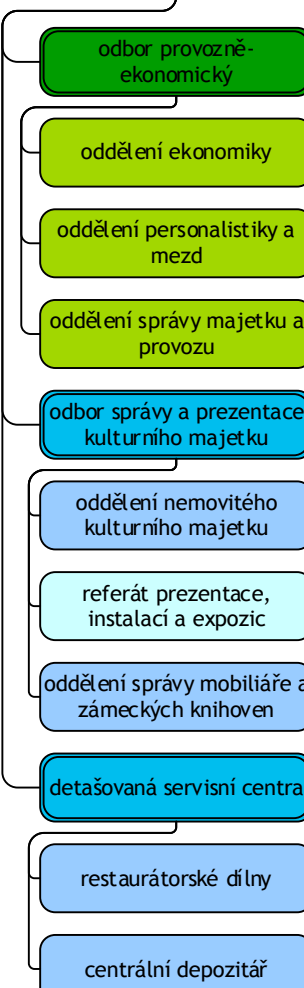 odbor provozně-
ekonomický
oddělení ekonomiky
oddělení personalistiky a
mezd
oddělení správy majetku a
provozu
odbor správy a prezentace
kulturního majetku
oddělení nemovitého
kulturního majetku
referát prezentace,
instalací a expozic
oddělení správy mobiliáře a
zámeckých knihoven
detašovaná servisní centra
restaurátorské dílny
centrální depozitář